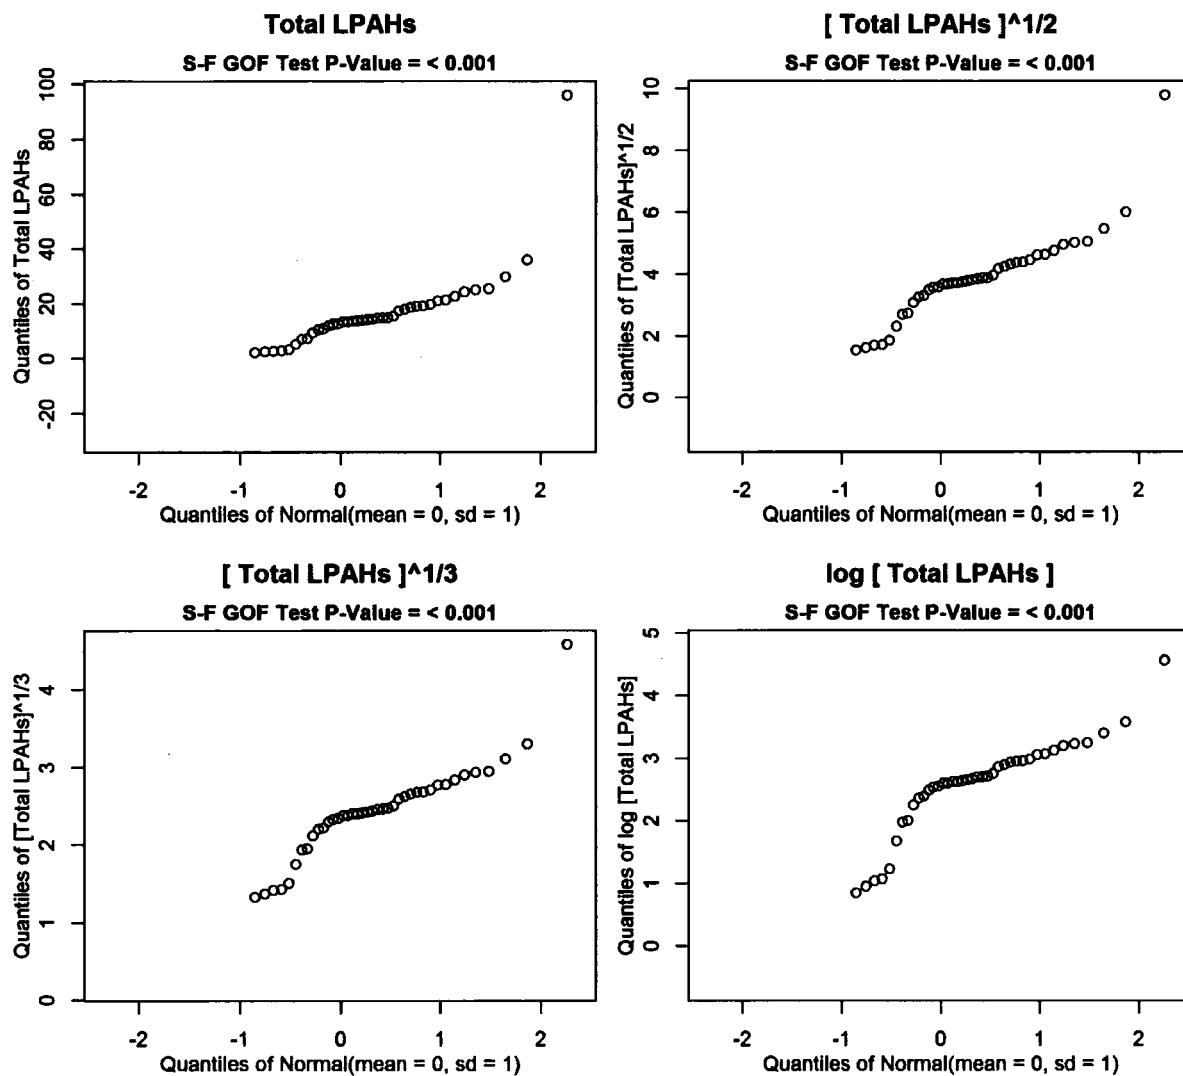 Total LPAHs
S-F GOF Test P-Value = < 0.001
Quantiles of Total LPAHs
100
80
60
40
20
0
-20
-2 -1 0 1 2
Quantiles of Normal(mean = 0, sd = 1)
[ Total LPAHs ]^1/2
S-F GOF Test P-Value = < 0.001
Quantiles of [Total LPAHs]^1/2
10
8
6
4
2
0
-2 -1 0 1 2
Quantiles of Normal(mean = 0, sd = 1)
[ Total LPAHs ]^1/3
S-F GOF Test P-Value = < 0.001
Quantiles of [Total LPAHs]^1/3
4
3
2
1
0
-2 -1 0 1 2
Quantiles of Normal(mean = 0, sd = 1)
log [ Total LPAHs ]
S-F GOF Test P-Value = < 0.001
Quantiles of log [Total LPAHs]
5
4
3
2
1
0
-2 -1 0 1 2
Quantiles of Normal(mean = 0, sd = 1)